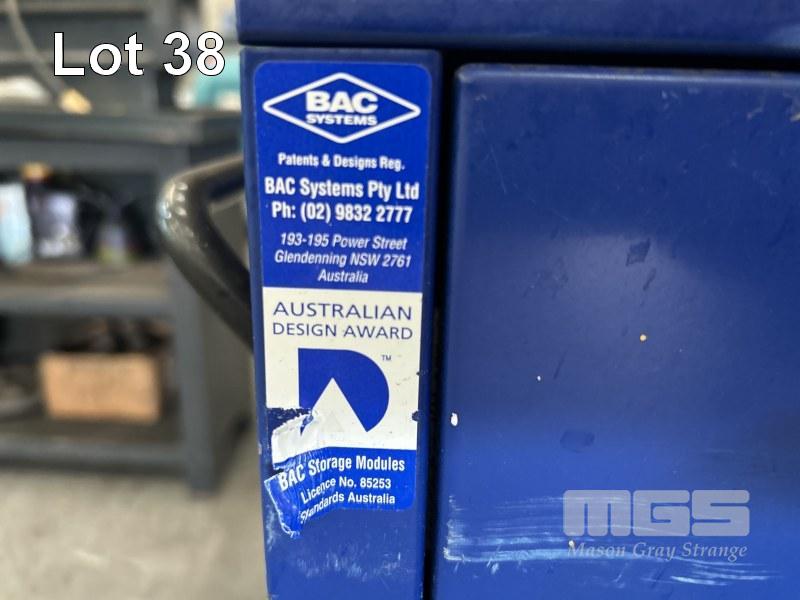 Lot 38
BAC
SYSTEMS
Patents & Designs Reg.
BAC Systems Pty Ltd
Ph: (02) 9832 2777
193-195 Power Street
Glendenning NSW 2761
Australia
AUSTRALIAN
DESIGN AWARD
TM
BAC Storage Modules
Licence No. 85253
Standards Australia
MGS
Mason Gray Strange